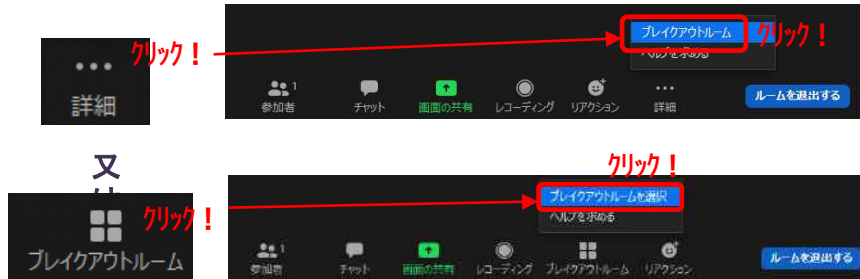 クリック！
詳細
ブレイクアウトルーム
クリック！
ヘルプを求める
1
参加者
チャット
画面の共有
レコーディング
リアクション
詳細
ルームを退出する
又
は
クリック！
ブレイクアウトルーム
クリック！
ブレイクアウトルームを選択
ヘルプを求める
1
参加者
チャット
画面の共有
レコーディング
ブレイクアウトルーム
リアクション
ルームを退出する